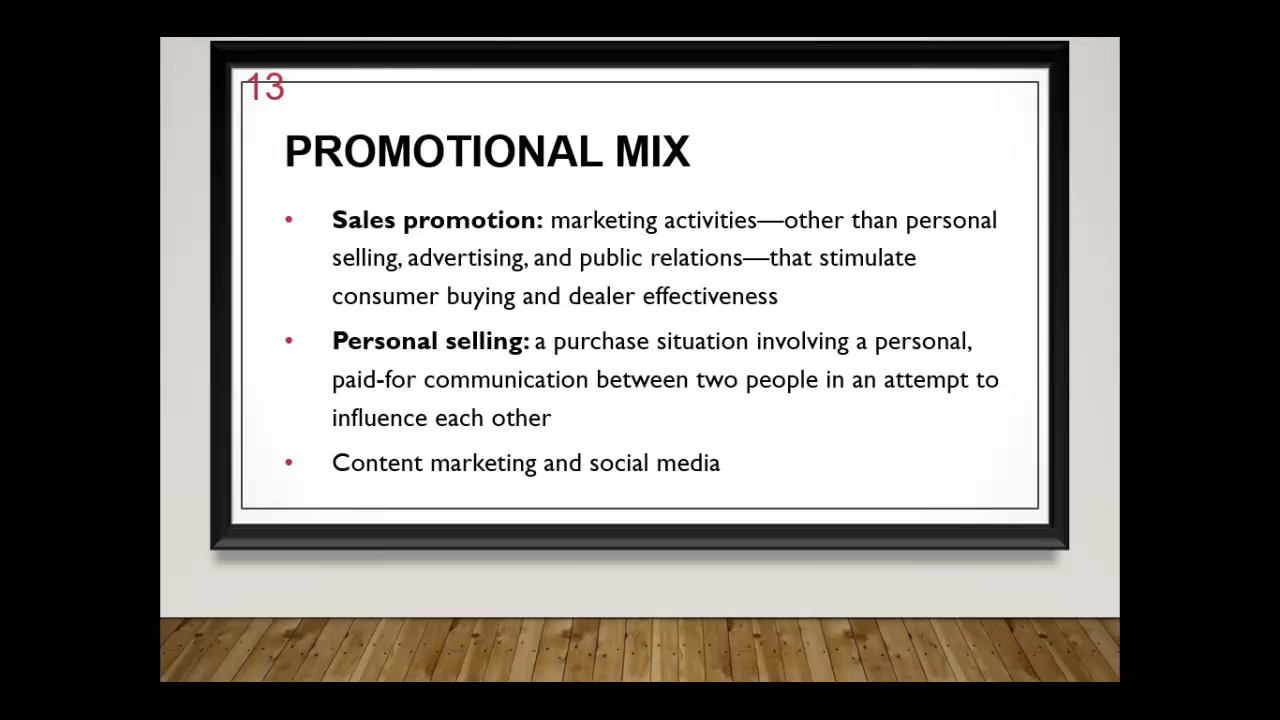 13
PROMOTIONAL MIX
• Sales promotion: marketing activities—other than personal
selling, advertising, and public relations—that stimulate
consumer buying and dealer effectiveness
• Personal selling: a purchase situation involving a personal,
paid-for communication between two people in an attempt to
influence each other
• Content marketing and social media